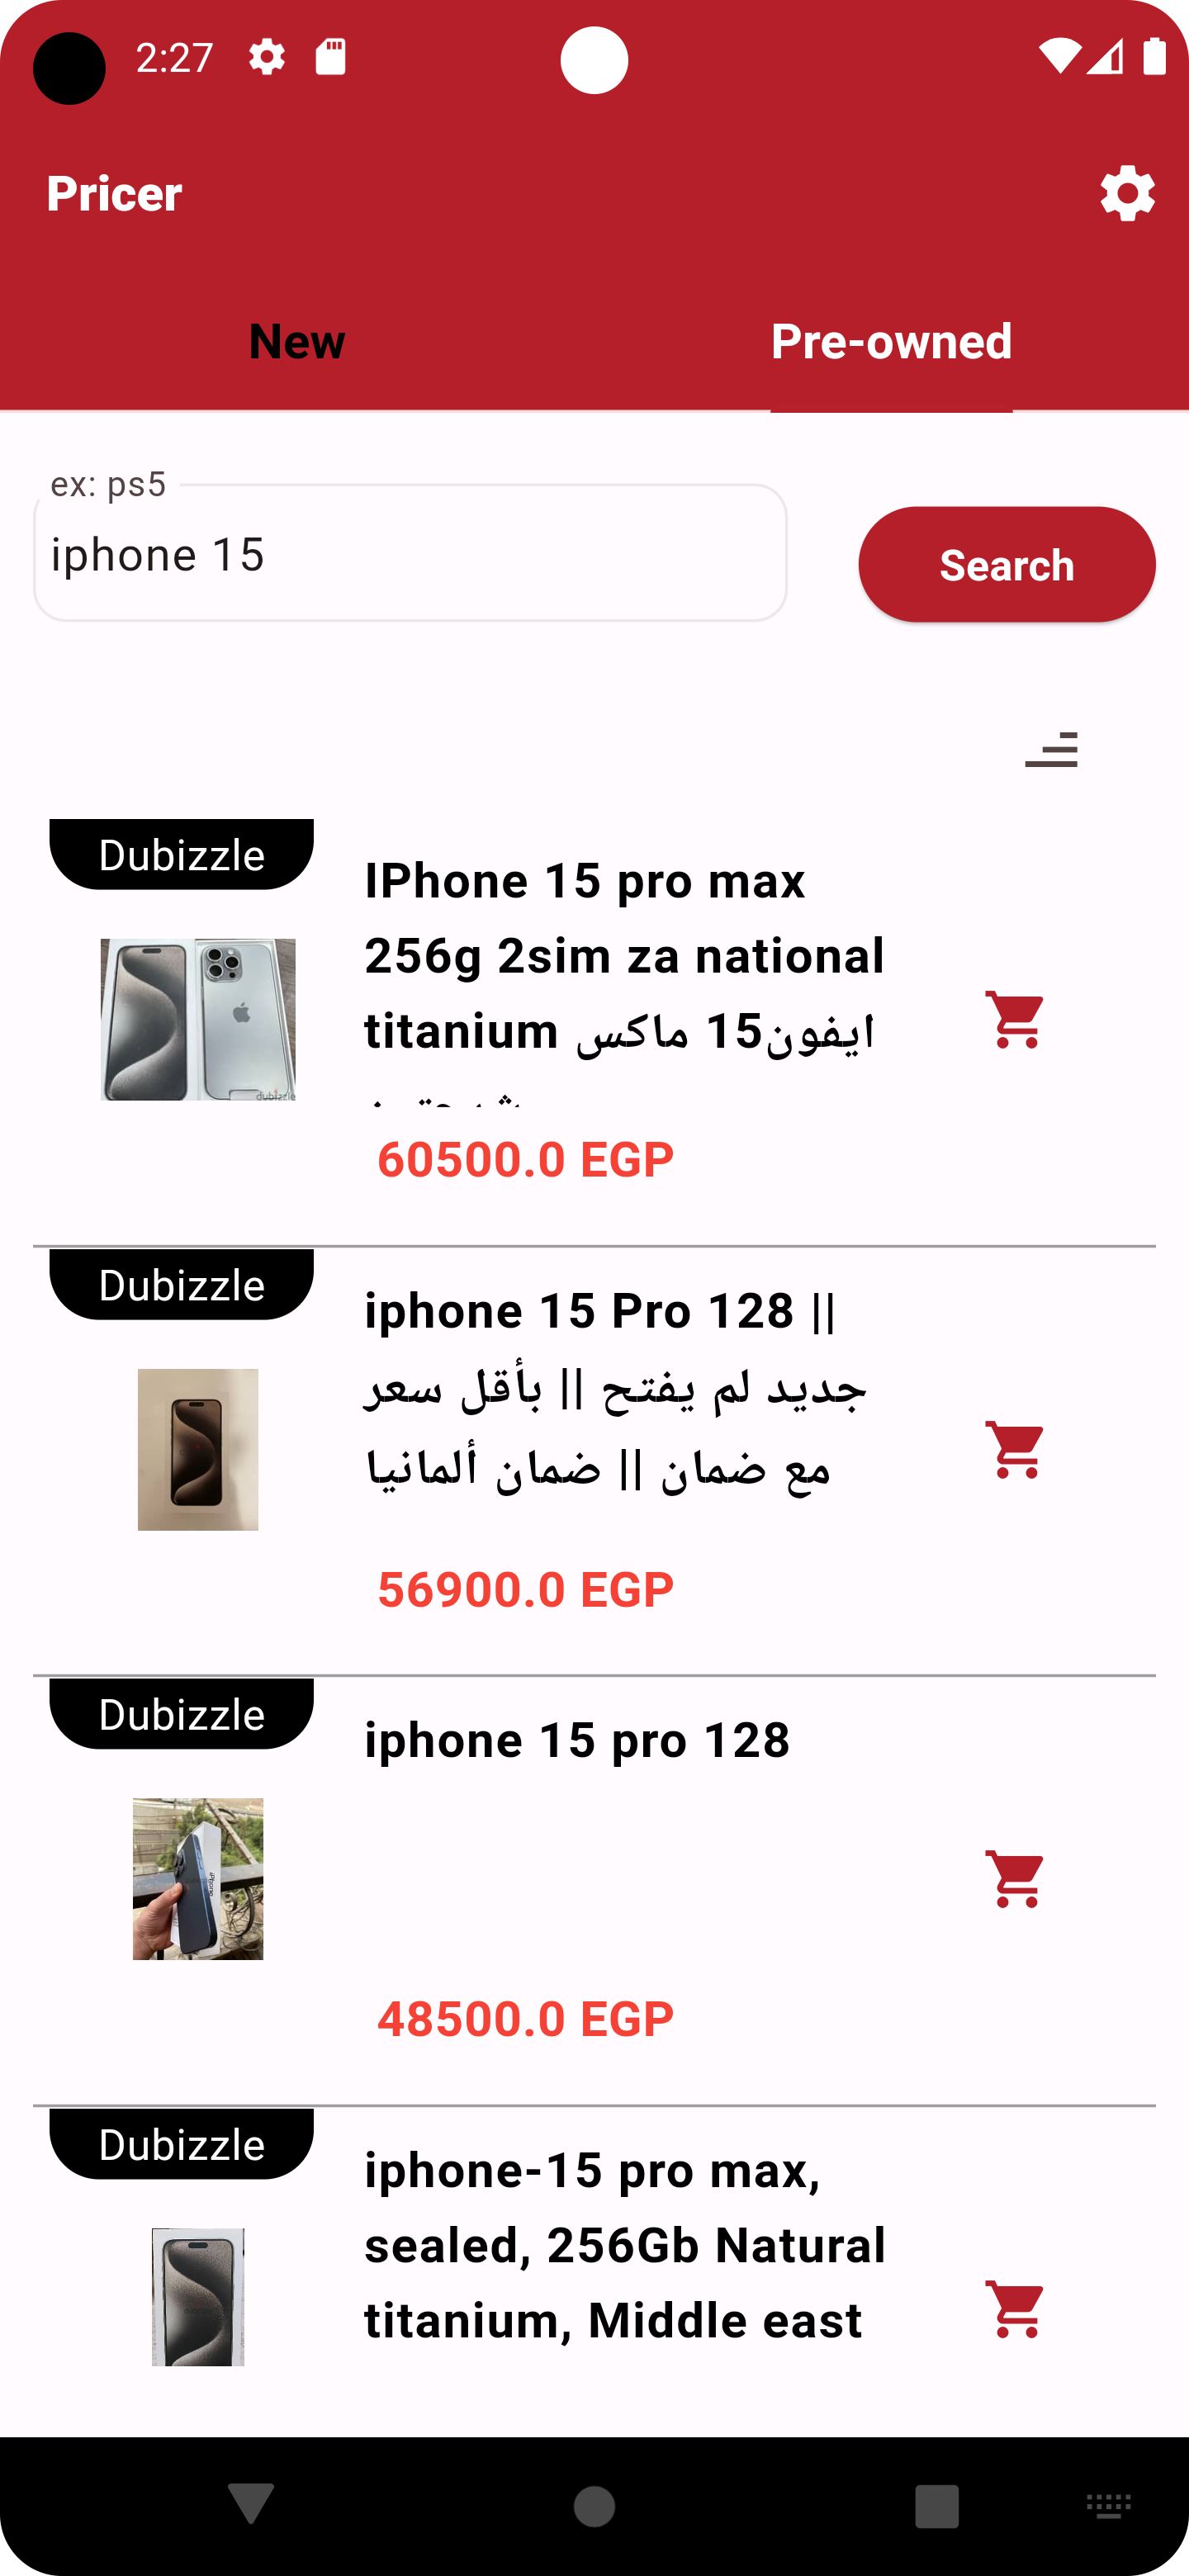 2:27
Pricer
New
Pre-owned
ex: ps5
iphone 15
Search
Dubizzle
IPhone 15 pro max
256g 2sim za national
titanium ايفون15 ماكس
dubizzle
60500.0 EGP
Dubizzle
iphone 15 Pro 128 ||
جديد لم يفتح || بأقل سعر
مع ضمان || ضمان ألمانيا
56900.0 EGP
Dubizzle
iphone 15 pro 128
iPhone
48500.0 EGP
Dubizzle
iphone-15 pro max,
sealed, 256Gb Natural
titanium, Middle east